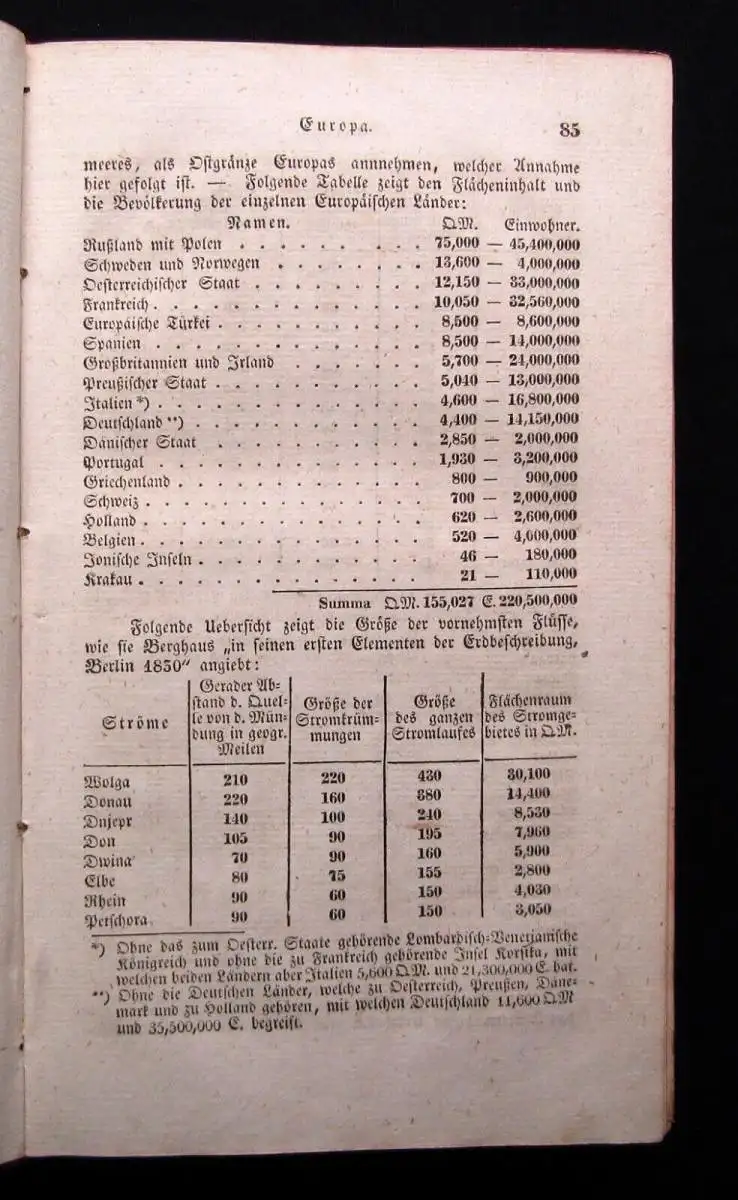 Europa. 85
meeres, als Ostgränze Europas annnehmen, welcher Annahme
hier gefolgt ist. — Folgende Tabelle zeigt den Flächeninhalt und
die Bevölkerung der einzelnen Europäischen Länder:
Namen. Q.M. Einwohner.
Rußland mit Polen . . . . . . . . . 75,000 — 45,400,000
Schweden und Norwegen . . . . . . . . 13,600 — 4,000,000
Oesterreichischer Staat . . . . . . . . . 12,150 — 33,000,000
Frankreich . . . . . . . . . . . . . 10,050 — 32,560,000
Europäische Türkei . . . . . . . . . . . 8,500 — 8,600,000
Spanien . . . . . . . . . . . . . 8,500 — 14,000,000
Großbritannien und Irland . . . . . . . 5,700 — 24,000,000
Preußischer Staat . . . . . . . . . . . 5,040 — 13,000,000
Italien *) . . . . . . . . . . . . . 4,600 — 16,800,000
Deutschland **) . . . . . . . . . . . 4,400 — 14,150,000
Dänischer Staat . . . . . . . . . . 2,850 — 2,000,000
Portugal . . . . . . . . . . . . . 1,930 — 3,200,000
Griechenland . . . . . . . . . . . . 800 — 900,000
Schweiz . . . . . . . . . . . . . . 700 — 2,000,000
Holland . . . . . . . . . . . . . . 620 — 2,600,000
Belgien . . . . . . . . . . . . . . 520 — 4,000,000
Ionische Inseln . . . . . . . . . . . 46 — 180,000
Krakau . . . . . . . . . . . . . . 21 — 110,000
Summa Q.M. 155,027 E. 220,500,000
Folgende Uebersicht zeigt die Größe der vornehmsten Flüsse,
wie sie Berghaus „in seinen ersten Elementen der Erdbeschreibung,
Berlin 1830“ angiebt:
Ströme
Gerader Ab-
stand d. Quel-
le von d. Mün-
dung in geogr.
Meilen
Größe der
Stromkrüm-
mungen
Größe
des ganzen
Stromlaufes
Flächenraum
des Stromge-
bietes in Q.M.
Wolga 210 220 430 30,100
Donau 220 160 380 14,400
Dnjepr 140 100 240 8,530
Don 105 90 195 7,960
Dwina 70 90 160 5,900
Elbe 80 75 155 2,800
Rhein 90 60 150 4,030
Petschora 90 60 150 3,050
*) Ohne das zum Oesterr. Staate gehörende Lombardisch-Venetianische
Königreich und ohne die zu Frankreich gehörende Insel Korsika, mit
welchen beiden Ländern aber Italien 5,600 Q.M. und 21,300,000 E. hat.
**) Ohne die Deutschen Länder, welche zu Oesterreich, Preußen, Däne-
mark und zu Holland gehören, mit welchen Deutschland 11,600 Q.M
und 35,500,000 E. begreift.